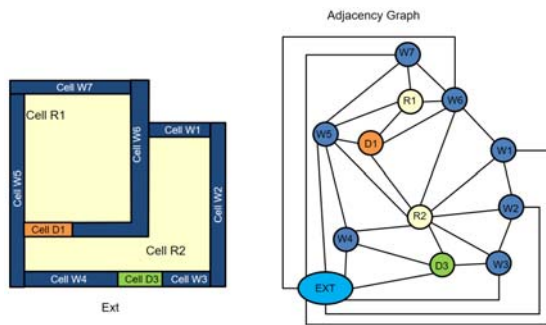 Adjacency Graph
Cell W7
Cell R1
Cell W6
Cell W1
Cell W5
Cell W2
Cell D1
Cell R2
Cell W4
Cell D3
Cell W3
Ext
W7
R1
W6
W5
D1
W1
R2
W2
W4
D3
W3
EXT